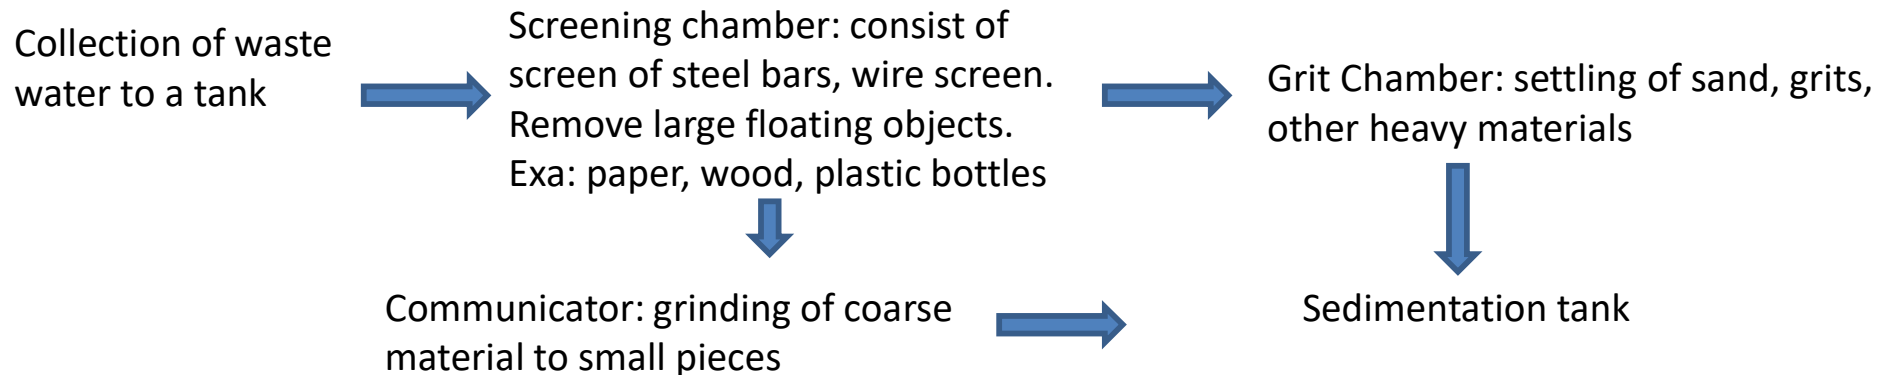 Collection of waste
water to a tank
Screening chamber: consist of
screen of steel bars, wire screen.
Remove large floating objects.
Exa: paper, wood, plastic bottles
Grit Chamber: settling of sand, grits,
other heavy materials
Communicator: grinding of coarse
material to small pieces
Sedimentation tank